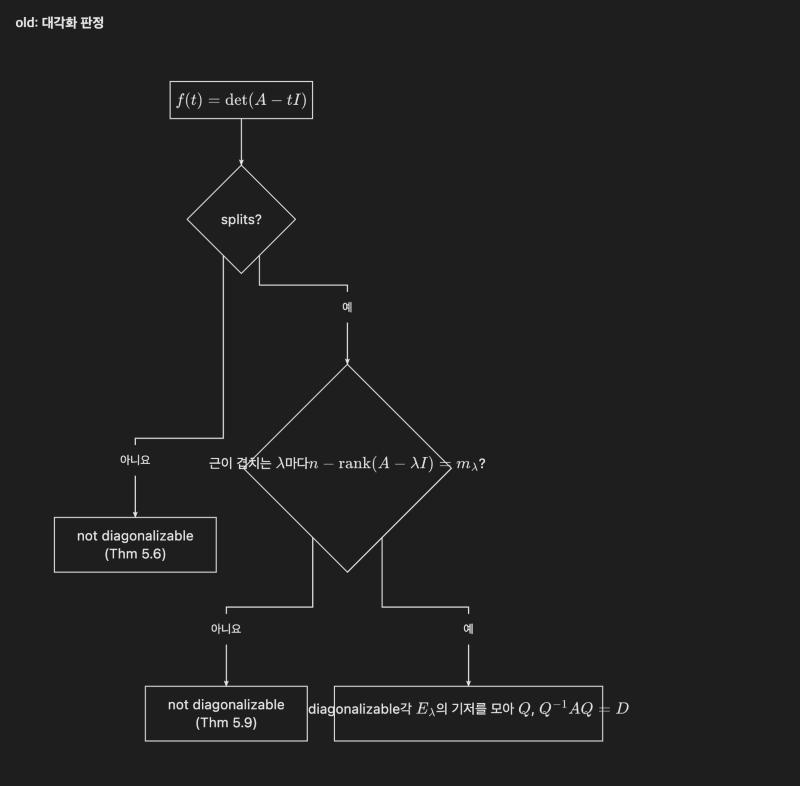 old: 대각화 판정
f(t) = det(A − tI)
splits?
예
근이 겹치는 λ마다n − rank(A − λI) = m_λ?
아니요
not diagonalizable
(Thm 5.6)
아니요
예
not diagonalizable
(Thm 5.9)
diagonalizable각 E_λ의 기저를 모아 Q, Q⁻¹AQ = D